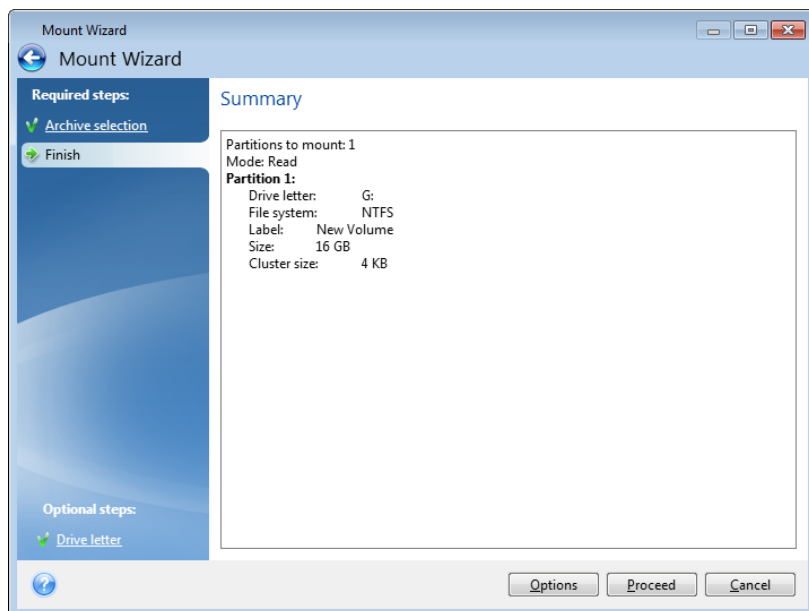 Mount Wizard
Mount Wizard
Required steps:
Archive selection
Finish
Summary
Partitions to mount: 1
Mode: Read
Partition 1:
Drive letter: G:
File system: NTFS
Label: New Volume
Size: 16 GB
Cluster size: 4 KB
Optional steps:
Drive letter
?
Options
Proceed
Cancel